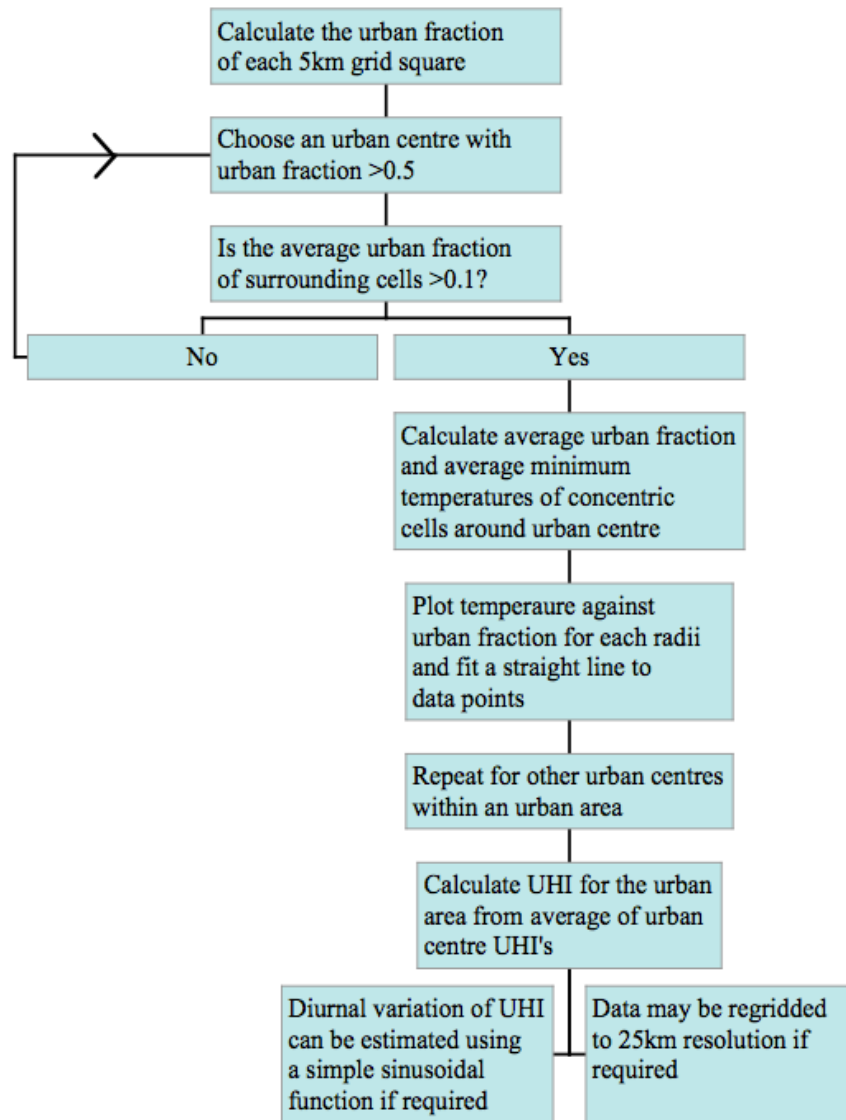 Calculate the urban fraction
of each 5km grid square
Choose an urban centre with
urban fraction >0.5
Is the average urban fraction
of surrounding cells >0.1?
No
Yes
Calculate average urban fraction
and average minimum
temperatures of concentric
cells around urban centre
Plot temperaure against
urban fraction for each radii
and fit a straight line to
data points
Repeat for other urban centres
within an urban area
Calculate UHI for the urban
area from average of urban
centre UHI's
Diurnal variation of UHI
can be estimated using
a simple sinusoidal
function if required
Data may be regridded
to 25km resolution if
required